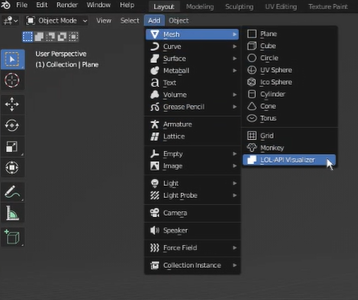 File Edit Render Window Help Layout Modeling Sculpting UV Editing Texture Paint
Object Mode View Select Add Object
User Perspective
(1) Collection | Plane
Mesh
Curve
Surface
Metaball
Text
Volume
Grease Pencil
Armature
Lattice
Empty
Image
Light
Light Probe
Camera
Speaker
Force Field
Collection Instance
Plane
Cube
Circle
UV Sphere
Ico Sphere
Cylinder
Cone
Torus
Grid
Monkey
LOL-API Visualizer